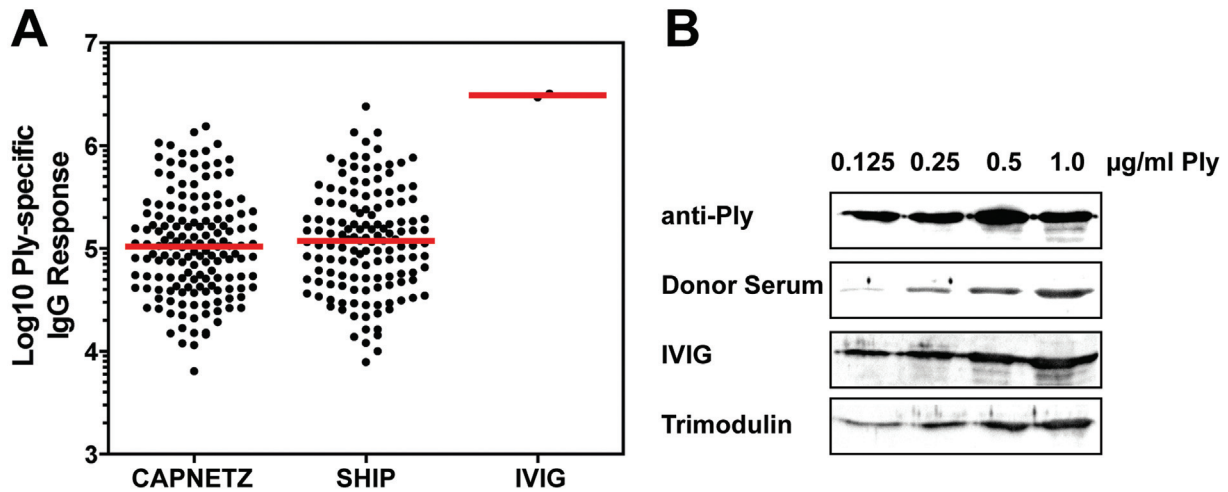 A
Log10 Ply-specific
IgG Response
7
6
5
4
3
CAPNETZ SHIP IVIG
B
0.125 0.25 0.5 1.0 µg/ml Ply
anti-Ply
Donor Serum
IVIG
Trimodulin